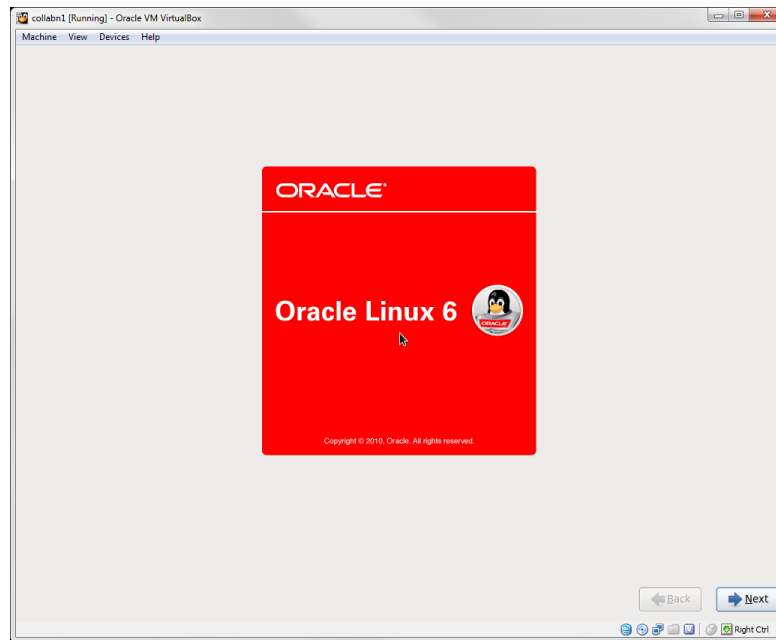 collabn1 [Running] - Oracle VM VirtualBox
Machine View Devices Help
ORACLE®
Oracle Linux 6
ORACLE
Copyright © 2010, Oracle. All rights reserved.
Back Next
Right Ctrl